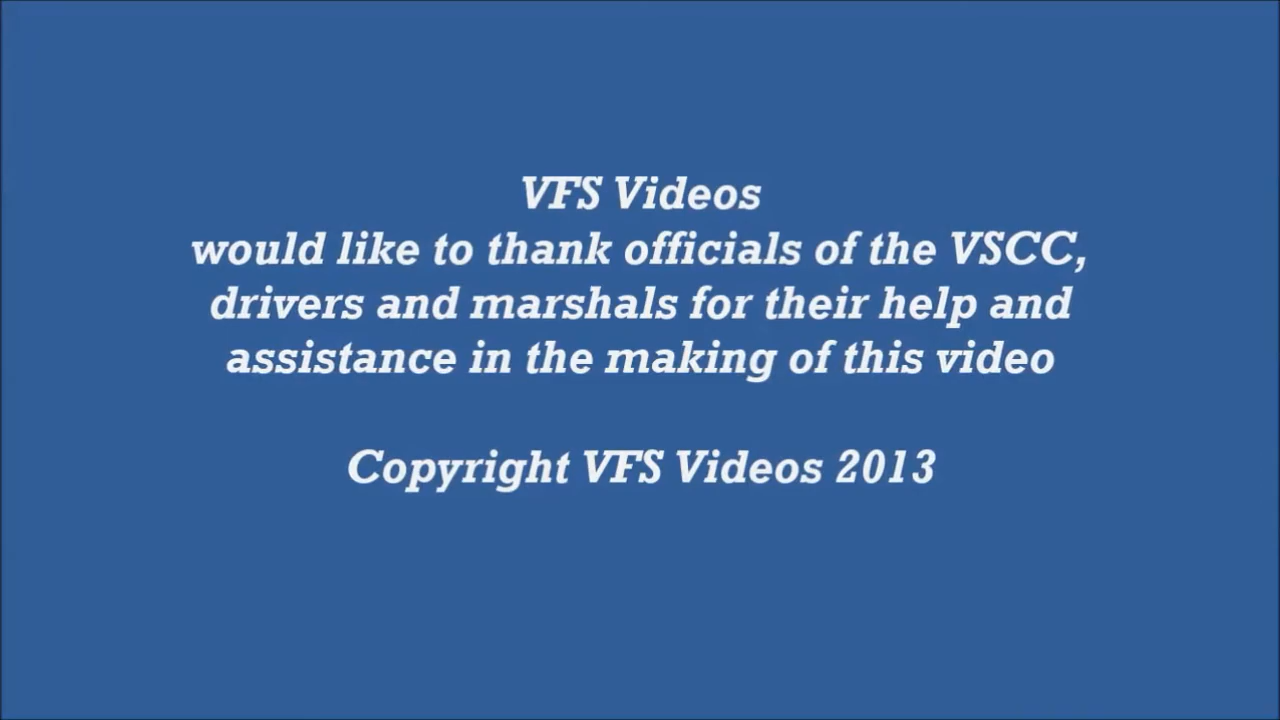 VFS Videos
would like to thank officials of the VSCC,
drivers and marshals for their help and
assistance in the making of this video
Copyright VFS Videos 2013